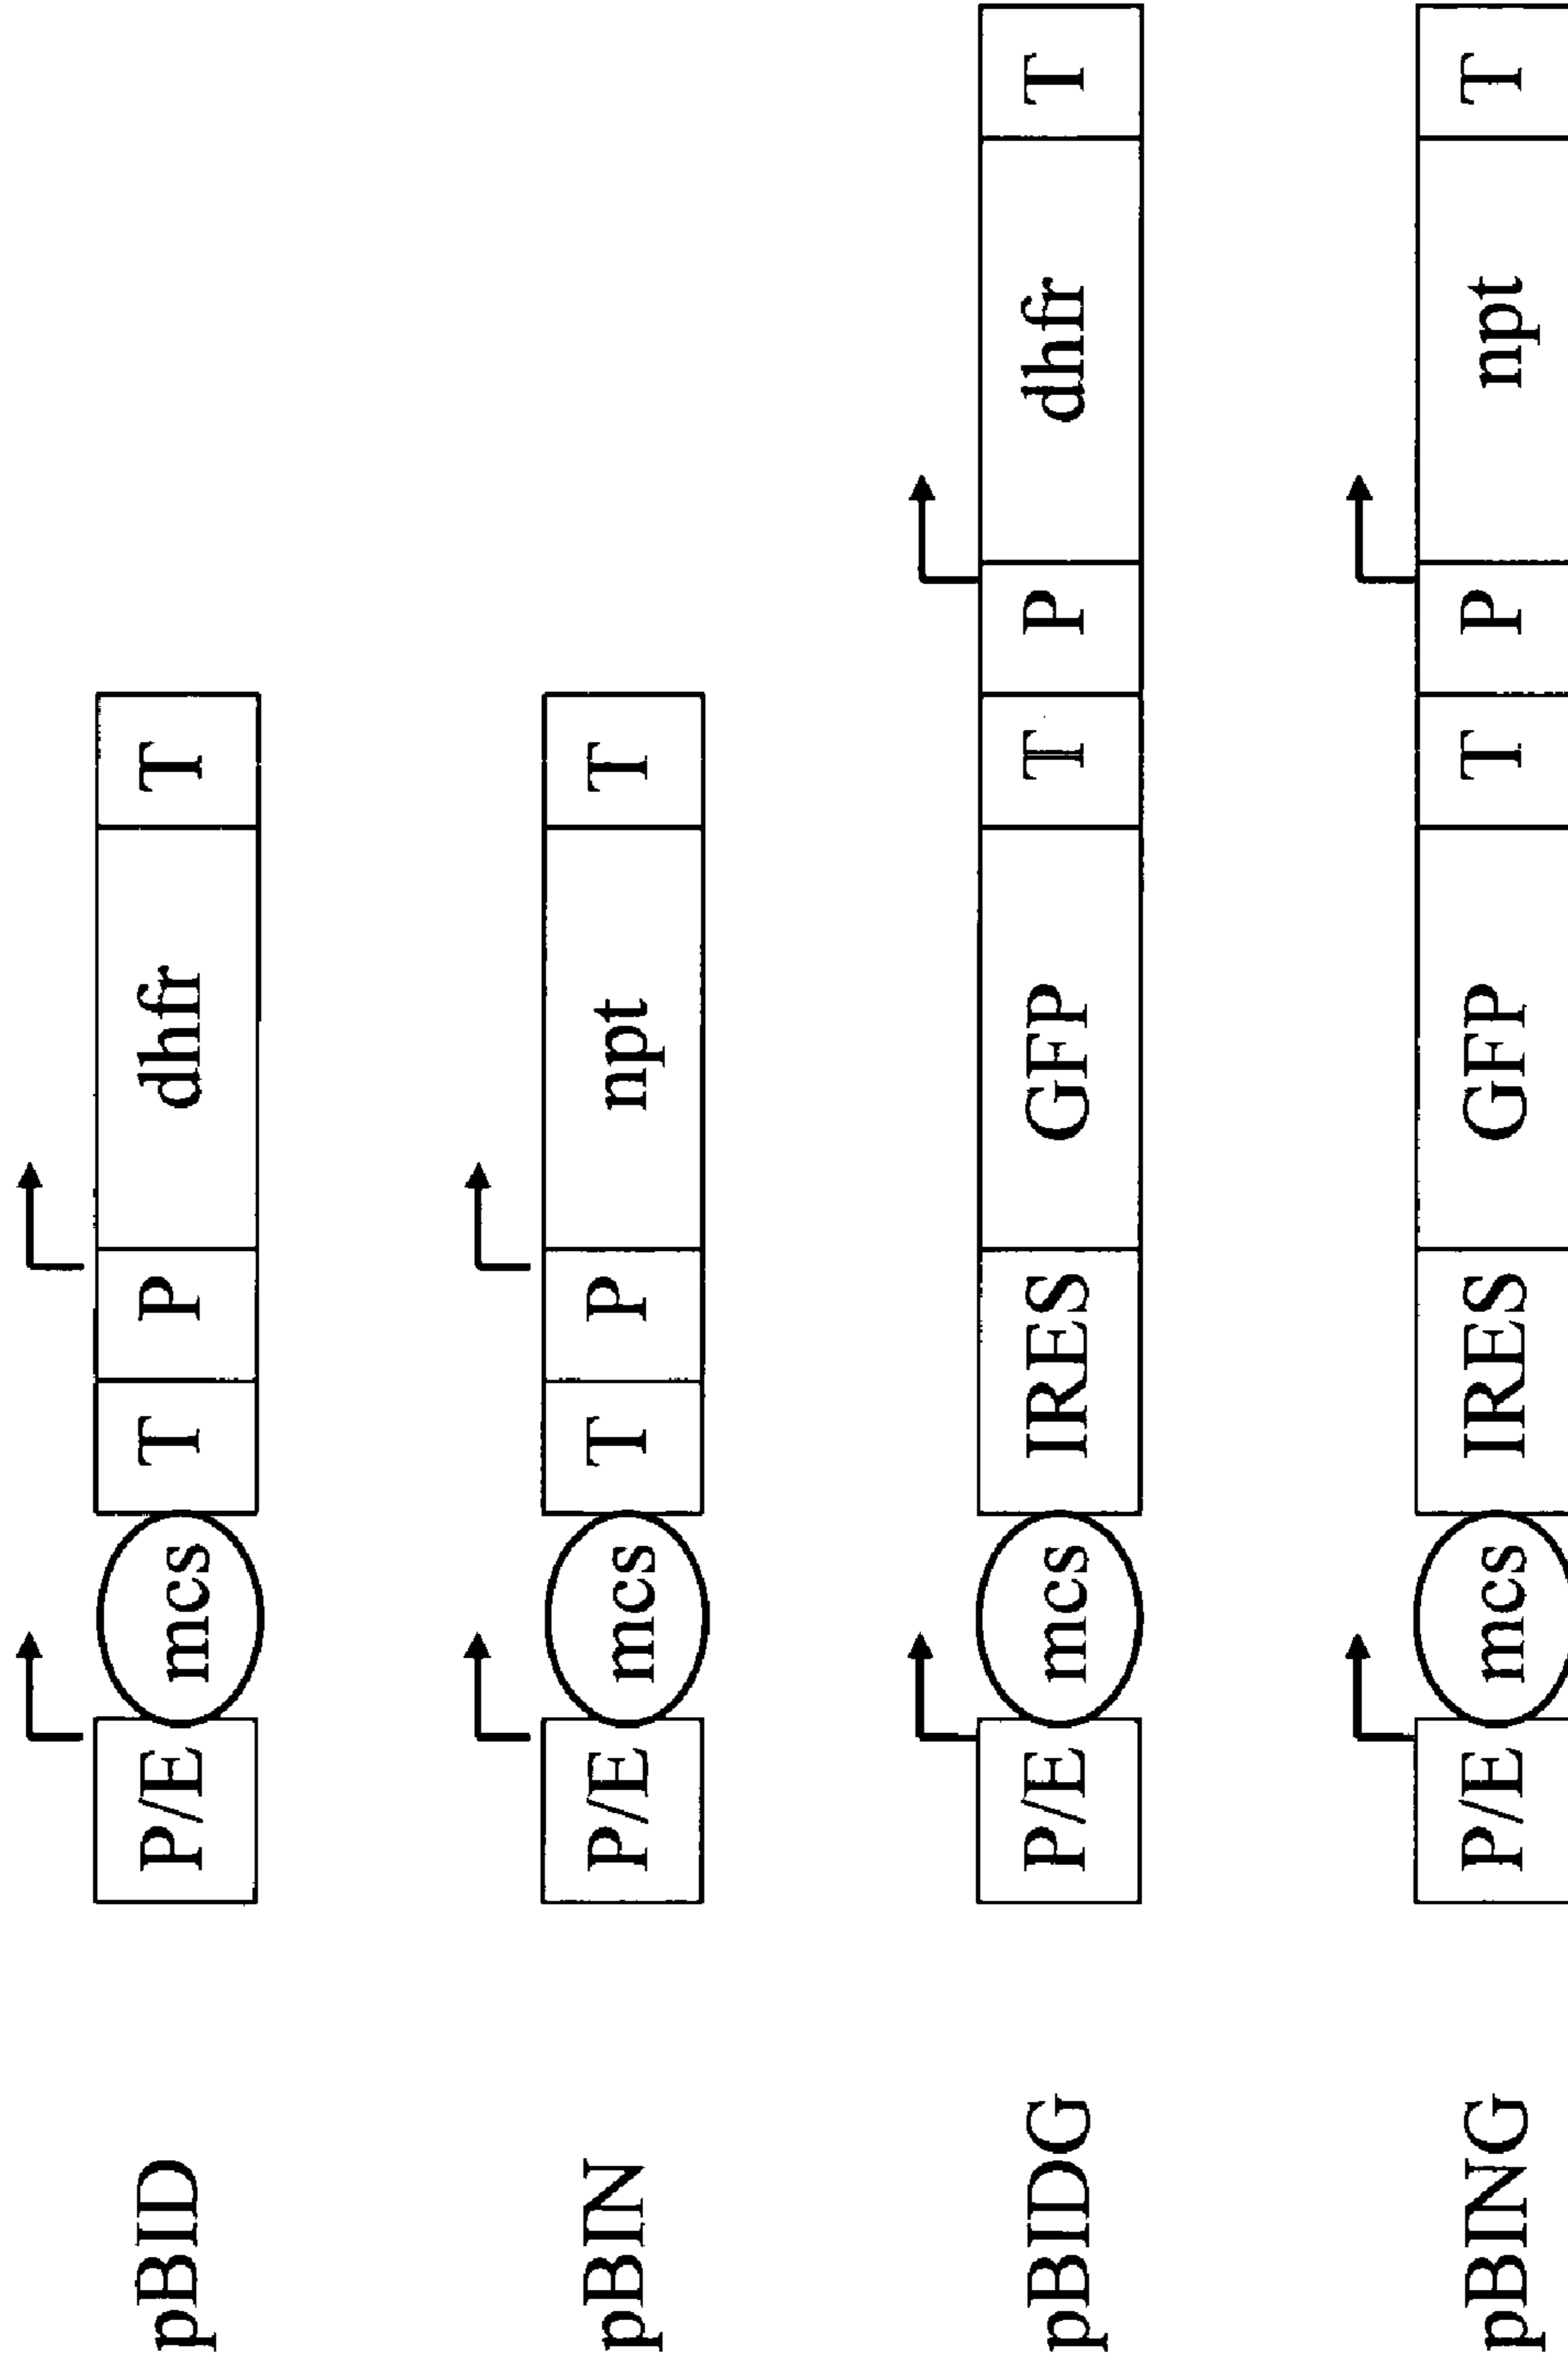 pBID P/E mcs T P dhfr T
pBIN P/E mcs T P npt T
pBIDG P/E mcs IRES GFP T P dhfr T
pBING P/E mcs IRES GFP T P npt T